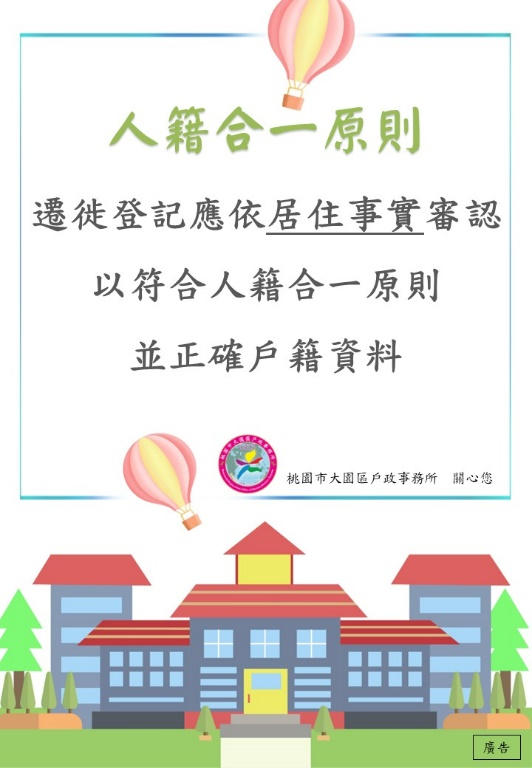 人籍合一原則
遷徙登記應依居住事實審認
以符合人籍合一原則
並正確戶籍資料
桃園市大園區戶政事務所 關心您
廣告